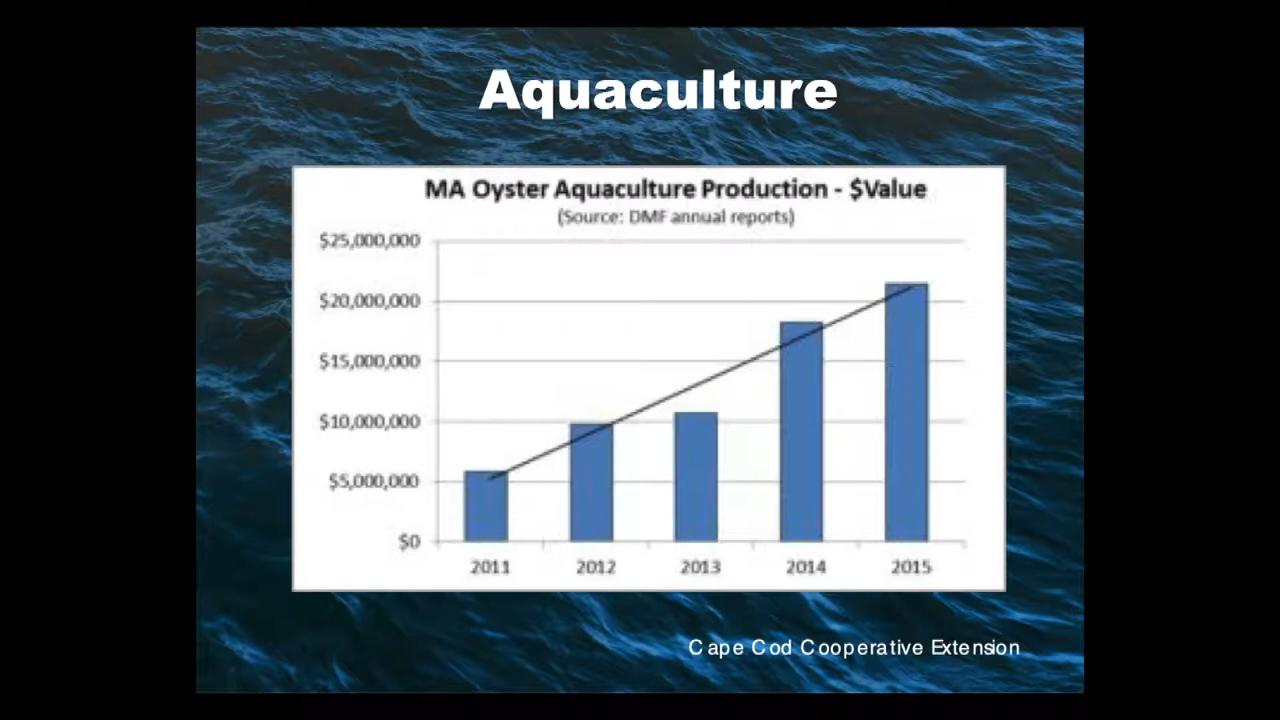 Aquaculture
MA Oyster Aquaculture Production - $Value
(Source: DMF annual reports)
$25,000,000
$20,000,000
$15,000,000
$10,000,000
$5,000,000
$0
2011 2012 2013 2014 2015
Cape Cod Cooperative Extension